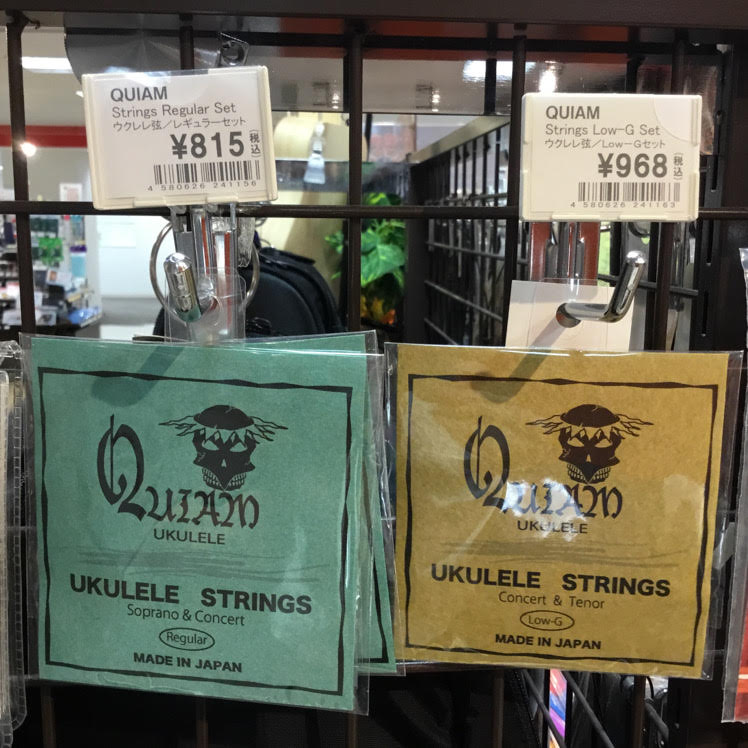 QUIAM
Strings Regular Set
ウクレレ弦/レギュラーセット
¥815(税込)
4 580626 241156
QUIAM
Strings Low-G Set
ウクレレ弦/Low-Gセット
¥968(税込)
4 580626 241163
QUIAM
UKULELE
UKULELE STRINGS
Soprano & Concert
Regular
MADE IN JAPAN
QUIAM
UKULELE
UKULELE STRINGS
Concert & Tenor
Low-G
MADE IN JAPAN